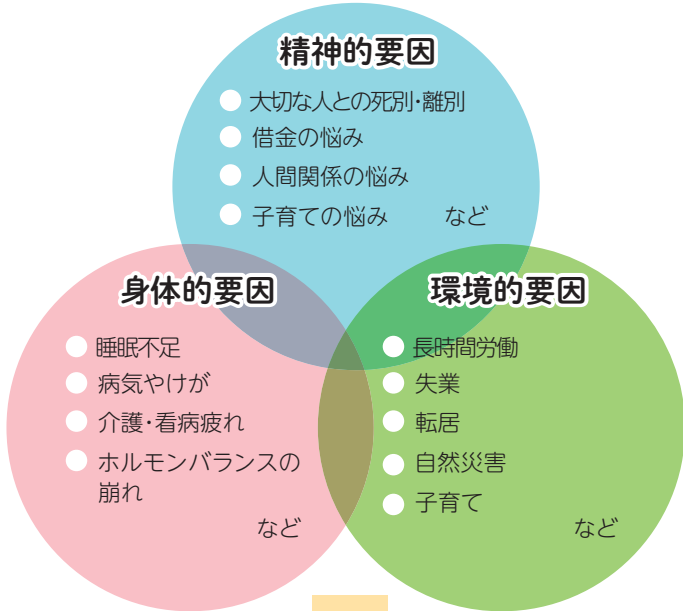 精神的要因
● 大切な人との死別・離別
● 借金の悩み
● 人間関係の悩み
● 子育ての悩み　など
身体的要因
● 睡眠不足
● 病気やけが
● 介護・看病疲れ
● ホルモンバランスの
崩れ
など
環境的要因
● 長時間労働
● 失業
● 転居
● 自然災害
● 子育て
など